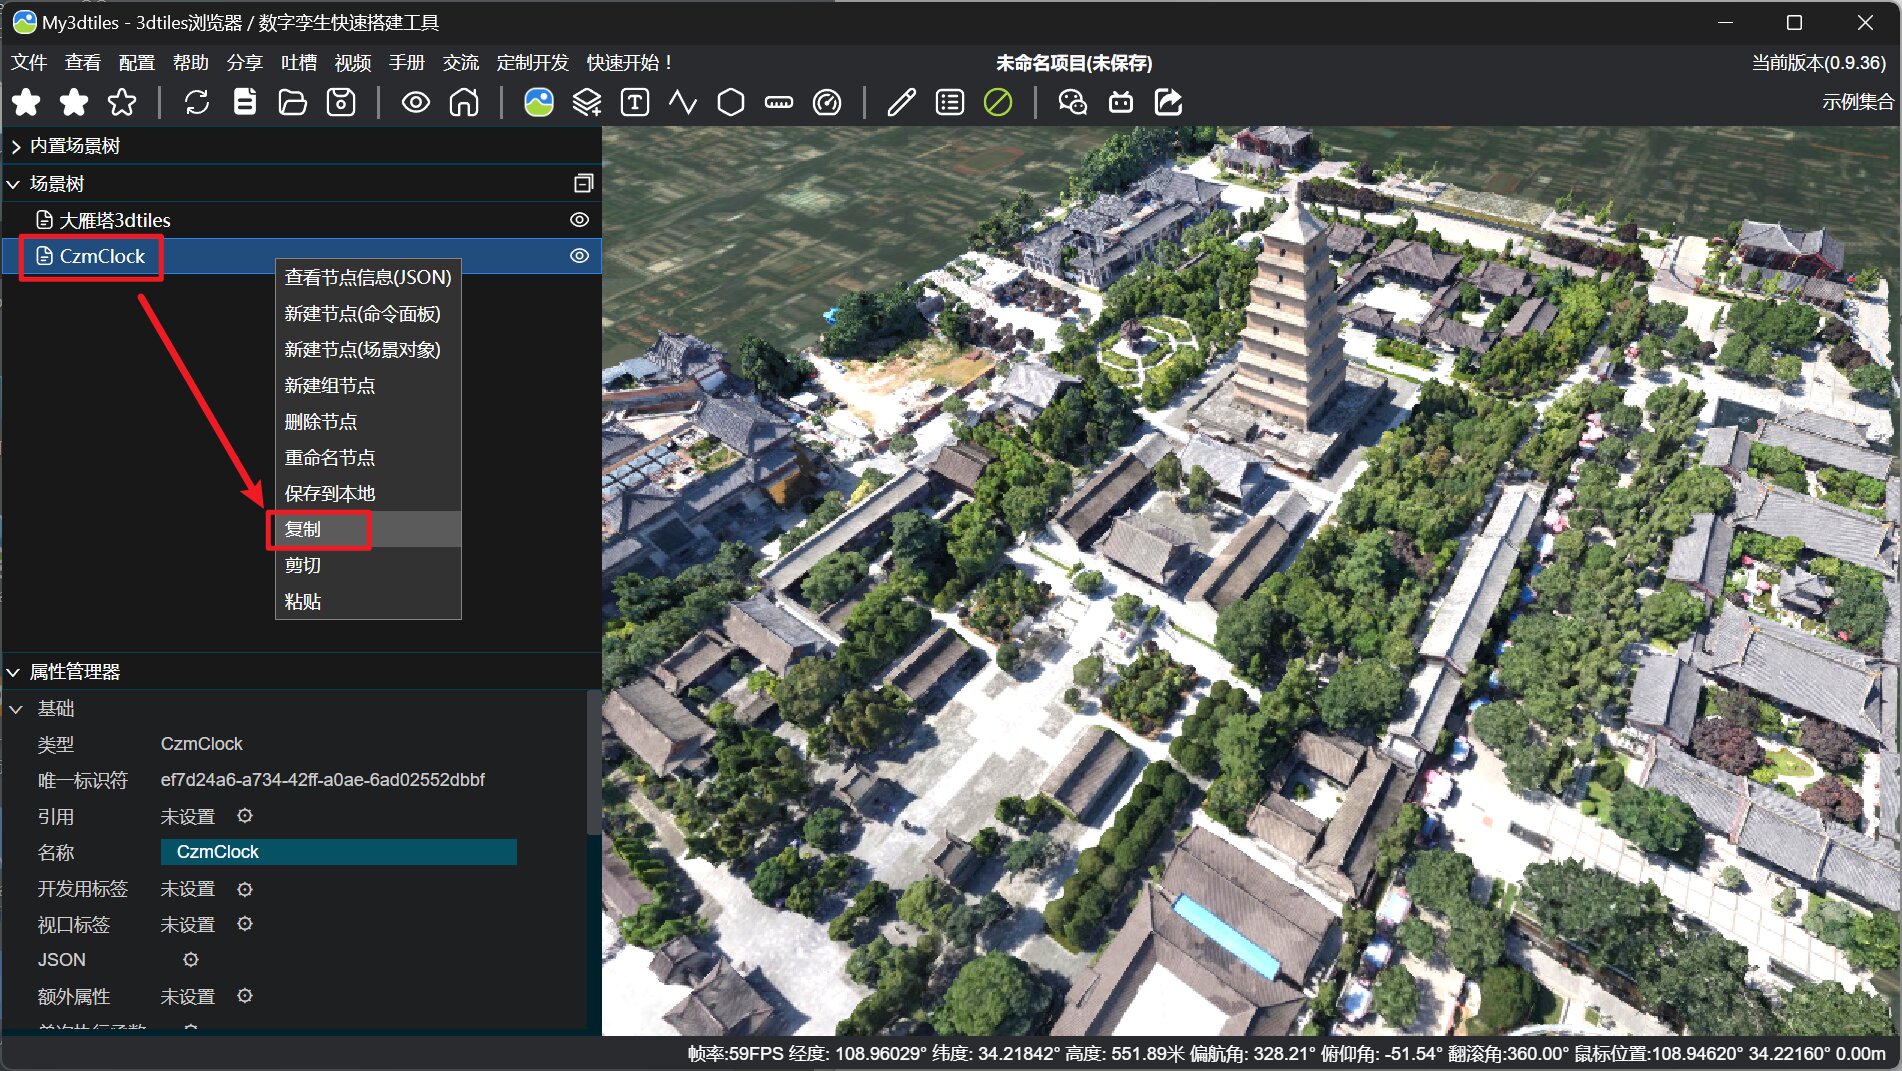 My3dtiles - 3dtiles浏览器 / 数字孪生快速搭建工具
文件 查看 配置 帮助 分享 吐槽 视频 手册 交流 定制开发 快速开始！ 未命名项目(未保存) 当前版本(0.9.36)
示例集合
内置场景树
场景树
大雁塔3dtiles
CzmClock
查看节点信息(JSON)
新建节点(命令面板)
新建节点(场景对象)
新建组节点
删除节点
重命名节点
保存到本地
复制
剪切
粘贴
属性管理器
基础
类型 CzmClock
唯一标识符 ef7d24a6-a734-42ff-a0ae-6ad02552dbbf
引用 未设置
名称 CzmClock
开发用标签 未设置
视口标签 未设置
JSON
额外属性 未设置
帧率:59FPS 经度: 108.96029° 纬度: 34.21842° 高度: 551.89米 偏航角: 328.21° 俯仰角: -51.54° 翻滚角:360.00° 鼠标位置:108.94620° 34.22160° 0.00m